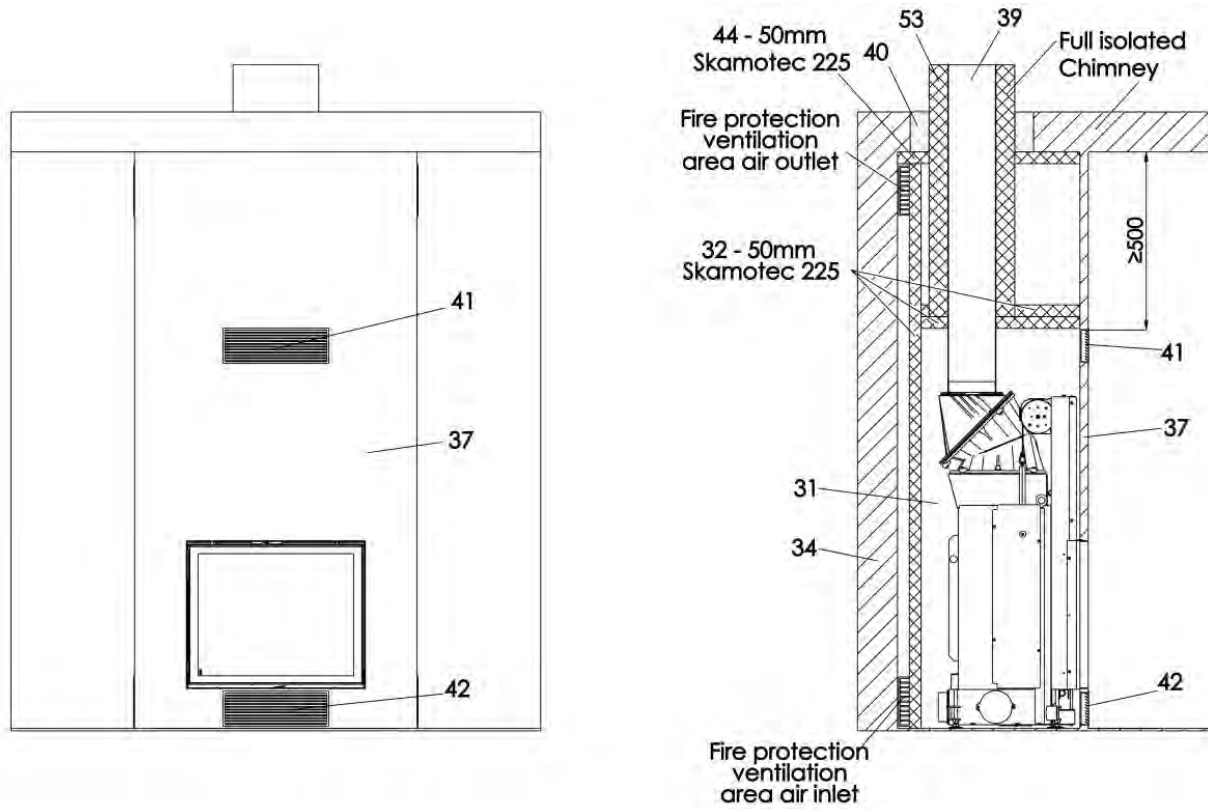 41
37
42
44 - 50mm
Skamotec 225
40
53
39
Full isolated
Chimney
Fire protection
ventilation
area air outlet
32 - 50mm
Skamotec 225
≥500
41
37
31
34
42
Fire protection
ventilation
area air inlet